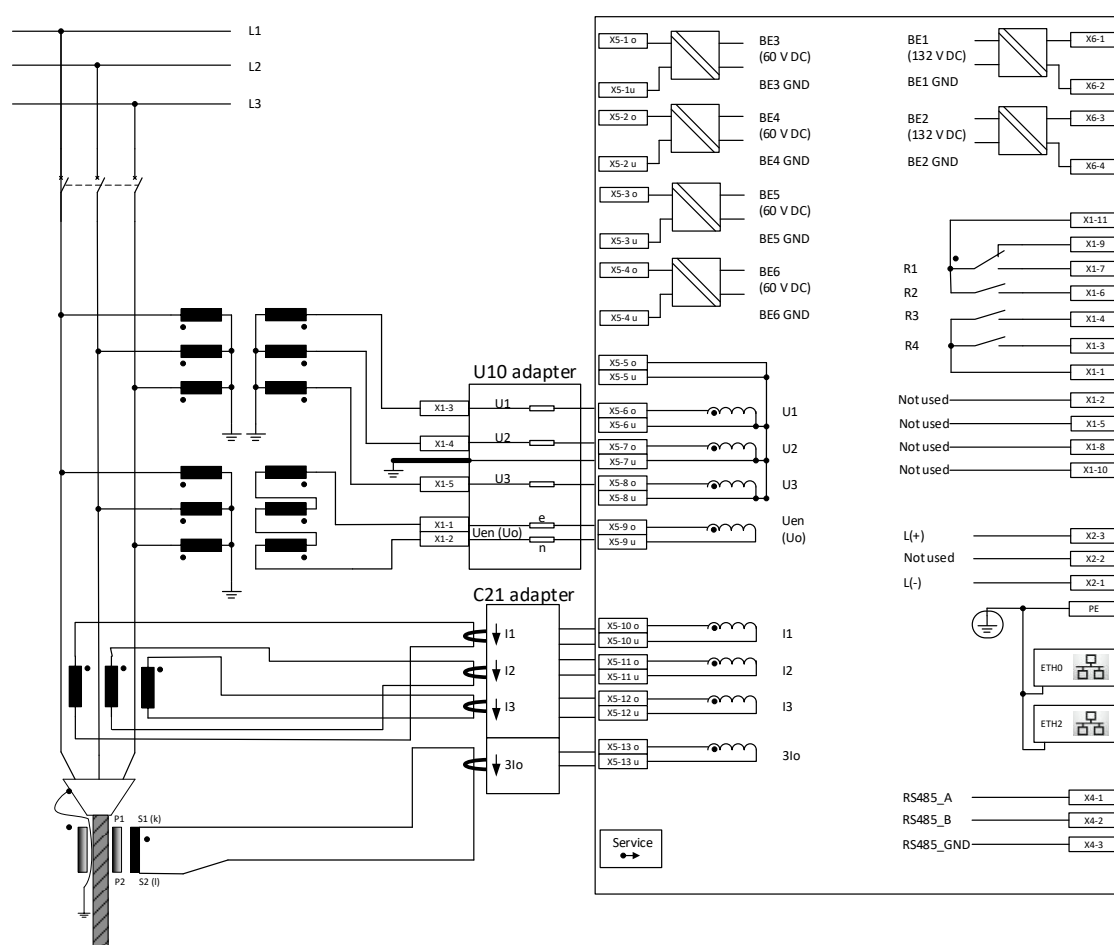 L1
L2
L3
X5-1 o
BE3
(60 V DC)
X5-1u
BE3 GND
X5-2 o
BE4
(60 V DC)
X5-2 u
BE4 GND
X5-3 o
BE5
(60 V DC)
X5-3 u
BE5 GND
X5-4 o
BE6
(60 V DC)
X5-4 u
BE6 GND
BE1
(132 V DC)
BE1 GND
X6-1
X6-2
BE2
(132 V DC)
BE2 GND
X6-3
X6-4
X1-11
X1-9
R1
X1-7
R2
X1-6
R3
X1-4
R4
X1-3
X1-1
Not used
X1-2
Not used
X1-5
Not used
X1-8
Not used
X1-10
U10 adapter
X1-3
U1
X1-4
U2
X1-5
U3
X1-1
e
X1-2
Uen (Uo)
n
X5-5 o
X5-5 u
X5-6 o
X5-6 u
U1
X5-7 o
X5-7 u
U2
X5-8 o
X5-8 u
U3
X5-9 o
X5-9 u
Uen
(Uo)
L(+)
X2-3
Not used
X2-2
L(-)
X2-1
PE
ETH0
ETH2
C21 adapter
I1
I2
I3
3Io
X5-10 o
X5-10 u
I1
X5-11 o
X5-11 u
I2
X5-12 o
X5-12 u
I3
X5-13 o
X5-13 u
3Io
P1
S1 (k)
P2
S2 (l)
Service
RS485_A
X4-1
RS485_B
X4-2
RS485_GND
X4-3